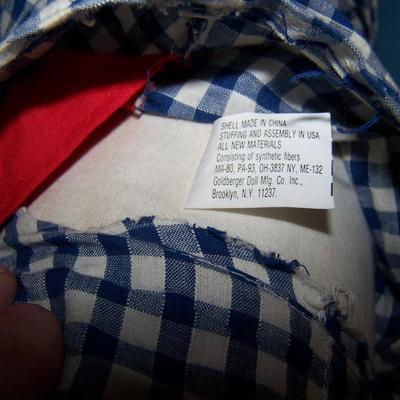 SHELL MADE IN CHINA
STUFFING AND ASSEMBLY IN USA
ALL NEW MATERIALS
Consisting of synthetic fibers
MA-80, PA-93, OH-3837 NY, ME-132
Goldberger Doll Mfg. Co. Inc.,
Brooklyn, N.Y. 11237.